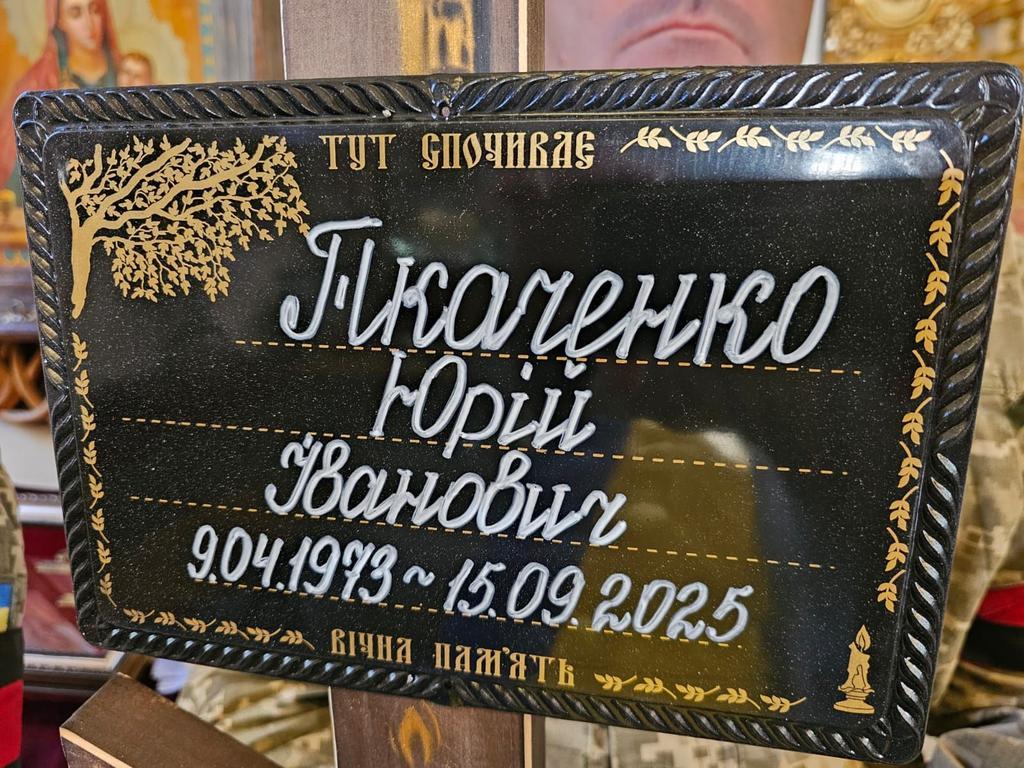 ТУТ СПОЧИВАЄ
Ткаченко
Юрій
Іванович
9.04.1973 ~ 15.09.2025
ВІЧНА ПАМ'ЯТЬ